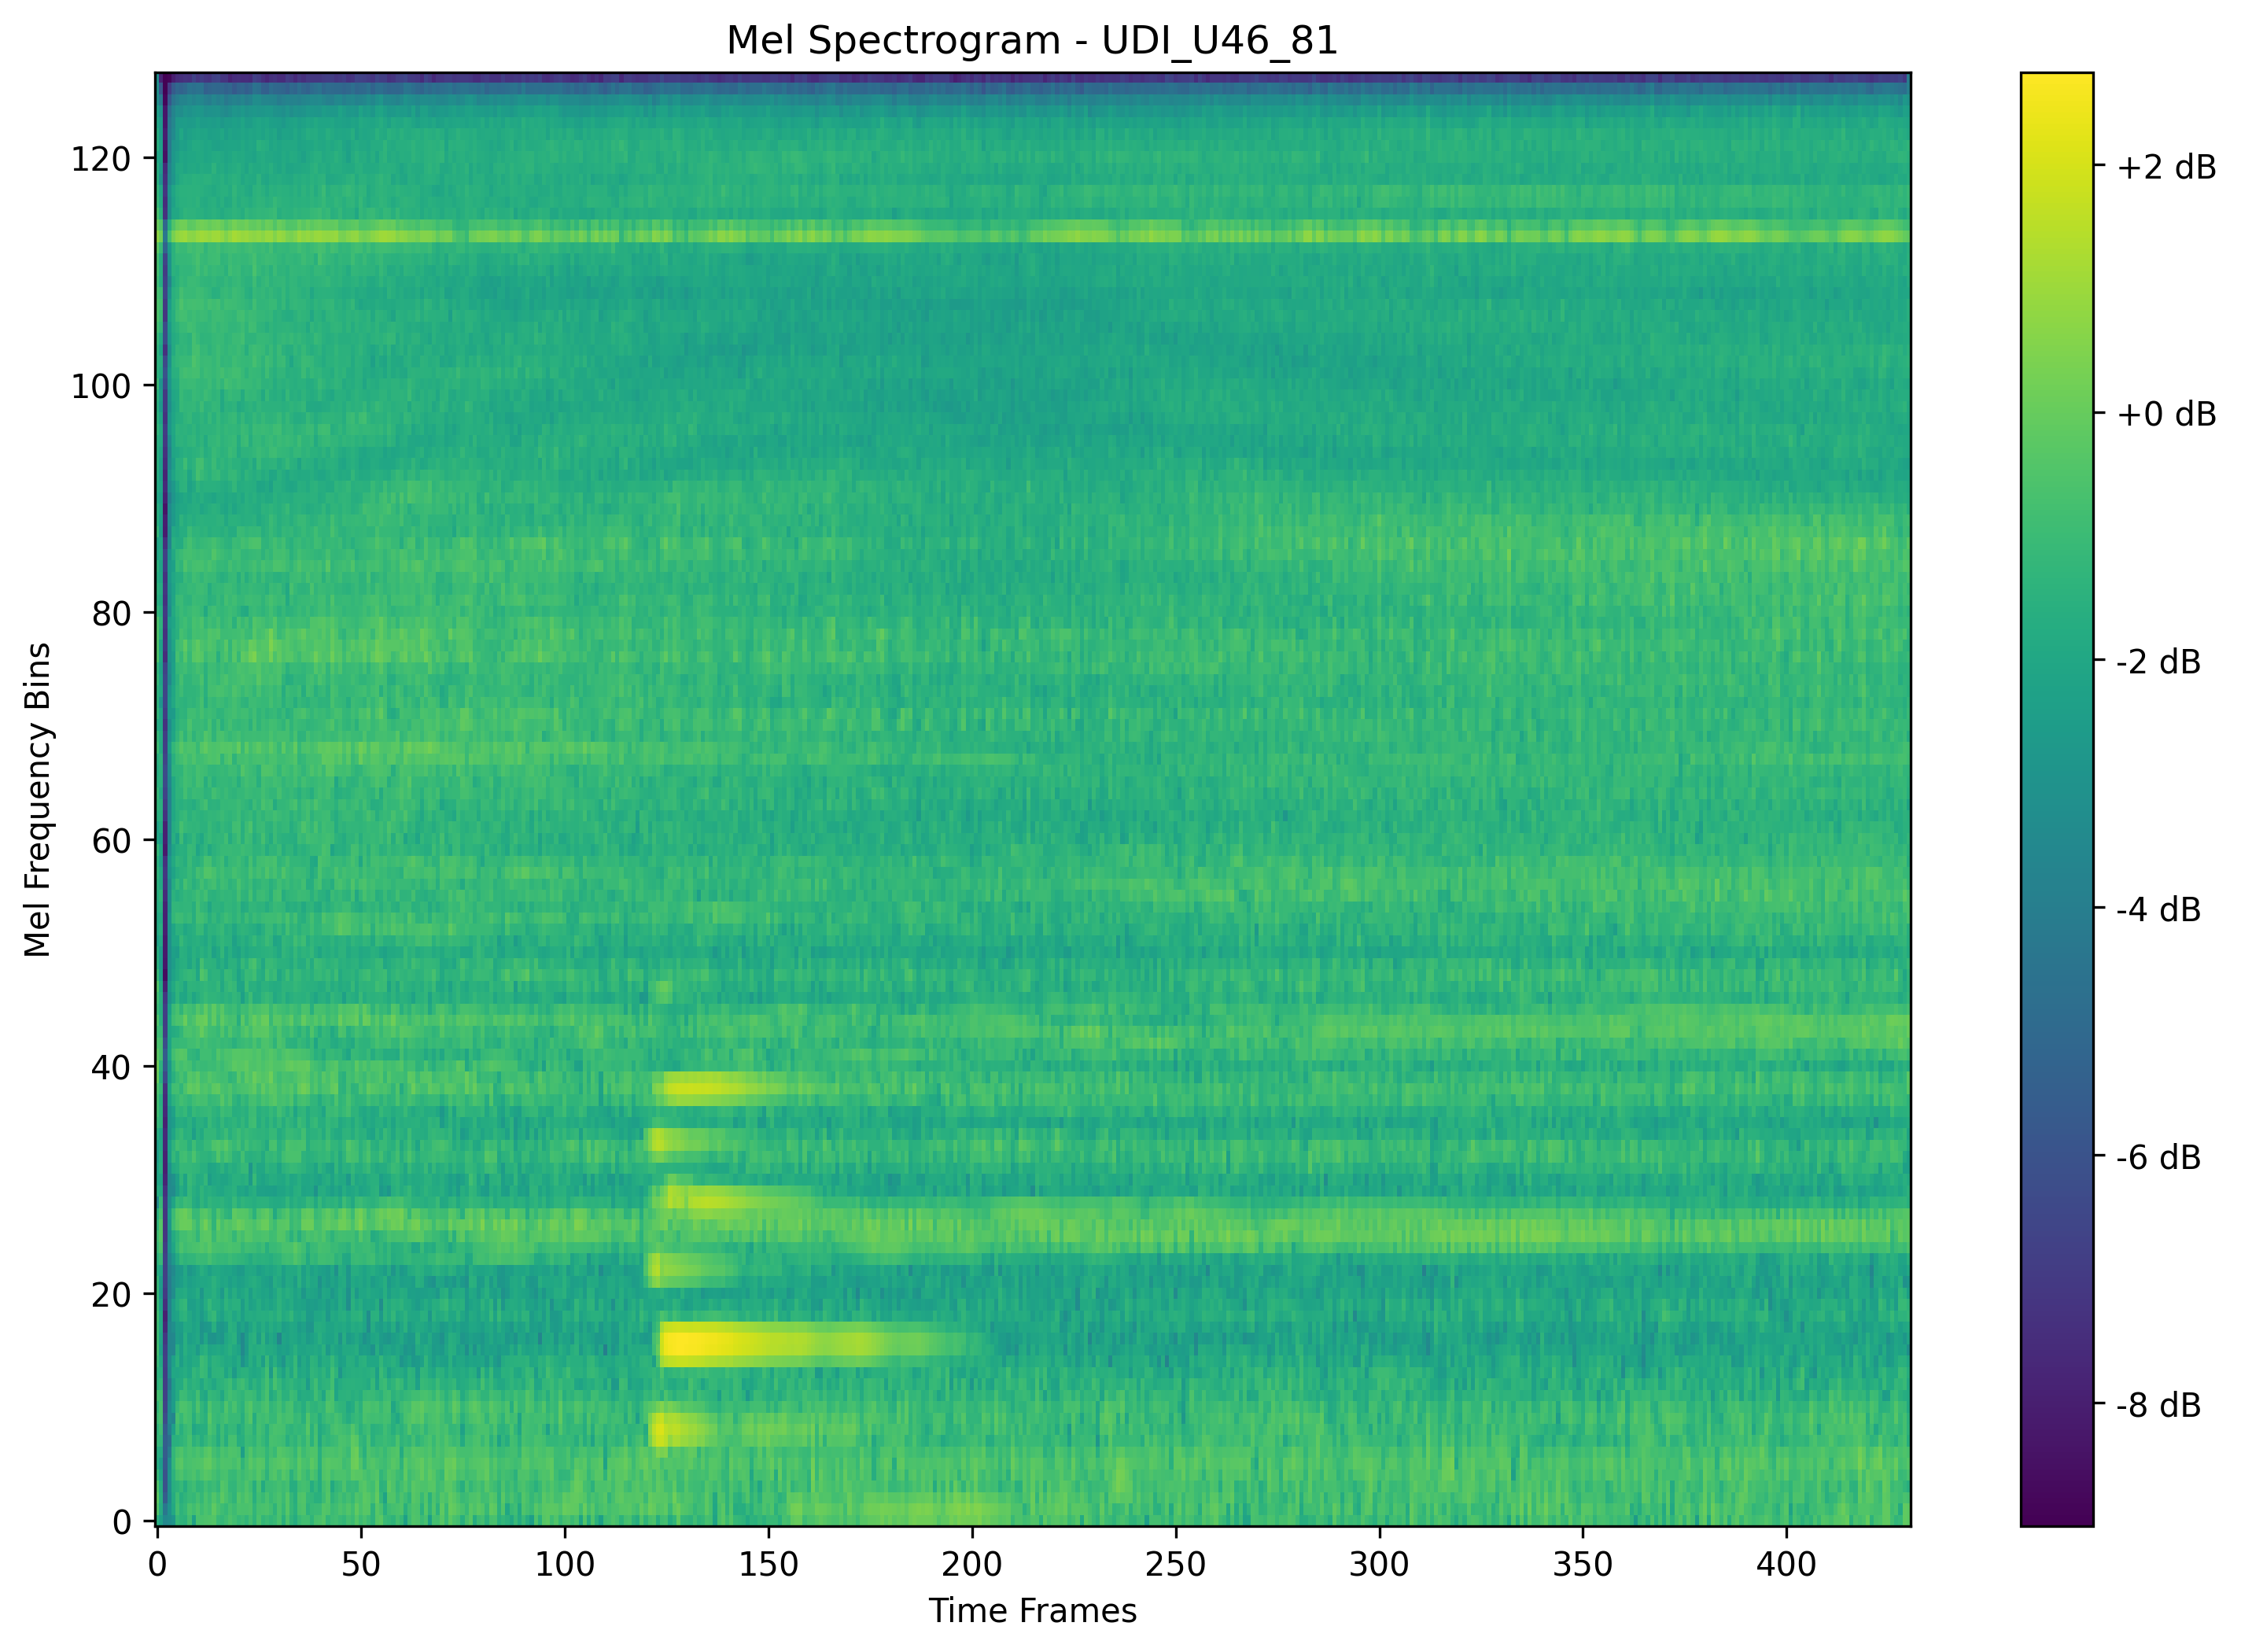 Mel Spectrogram - UDI_U46_81
Mel Frequency Bins
120
100
80
60
40
20
0
0 50 100 150 200 250 300 350 400
Time Frames
+2 dB
+0 dB
-2 dB
-4 dB
-6 dB
-8 dB